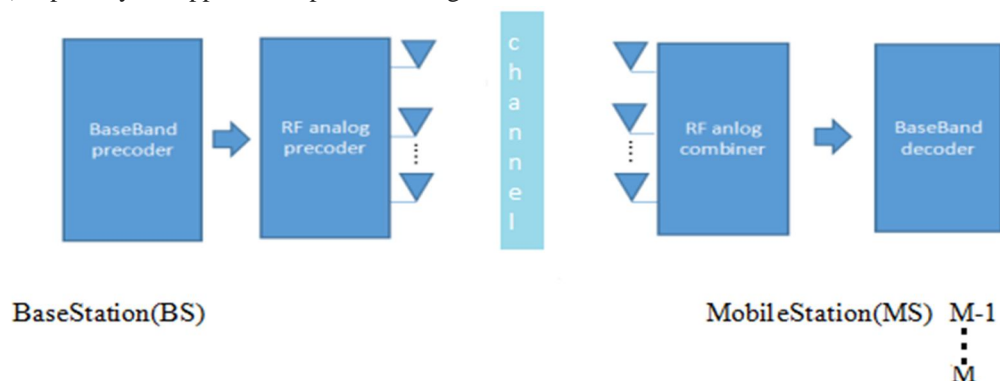 BaseBand
precoder
RF analog
precoder
c
h
a
n
n
e
l
RF anlog
combiner
BaseBand
decoder
BaseStation(BS)
MobileStation(MS) M-1
M